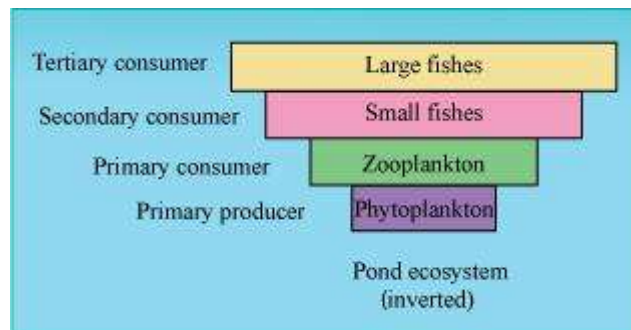 Tertiary consumer Large fishes
Secondary consumer Small fishes
Primary consumer Zooplankton
Primary producer Phytoplankton
Pond ecosystem
(inverted)